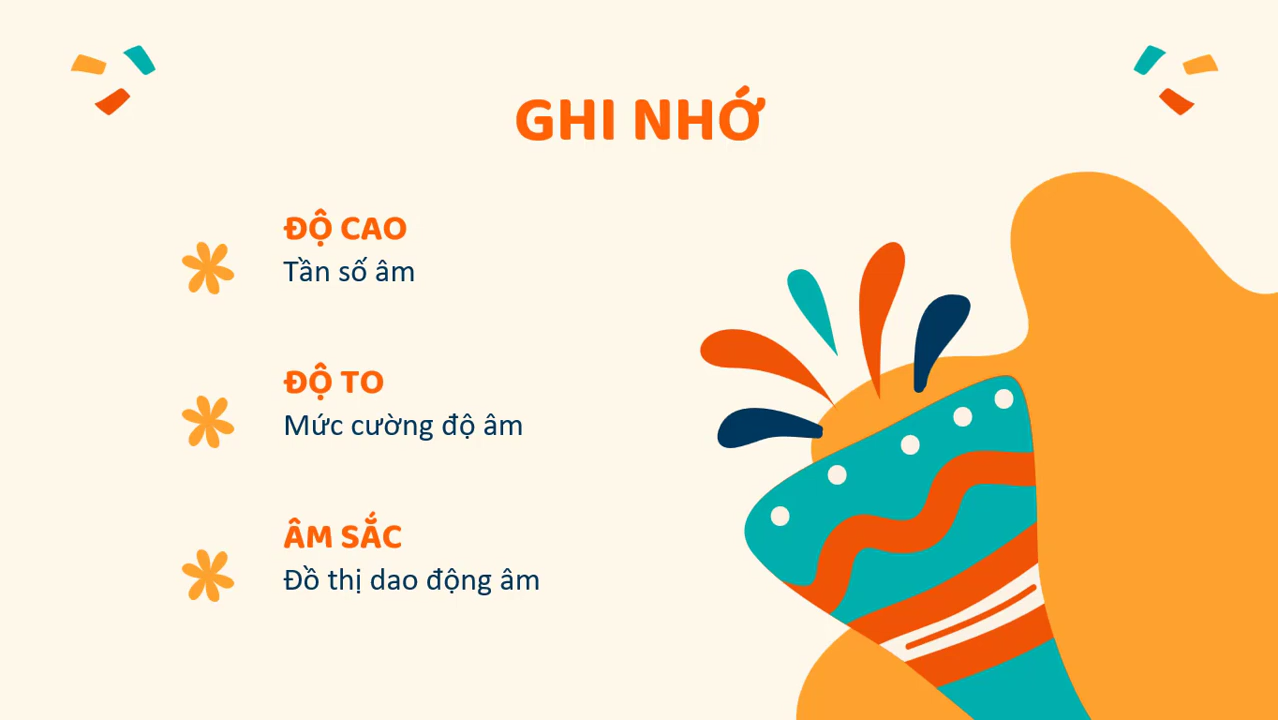 GHI NHỚ
ĐỘ CAO
Tần số âm
ĐỘ TO
Mức cường độ âm
ÂM SẮC
Đồ thị dao động âm